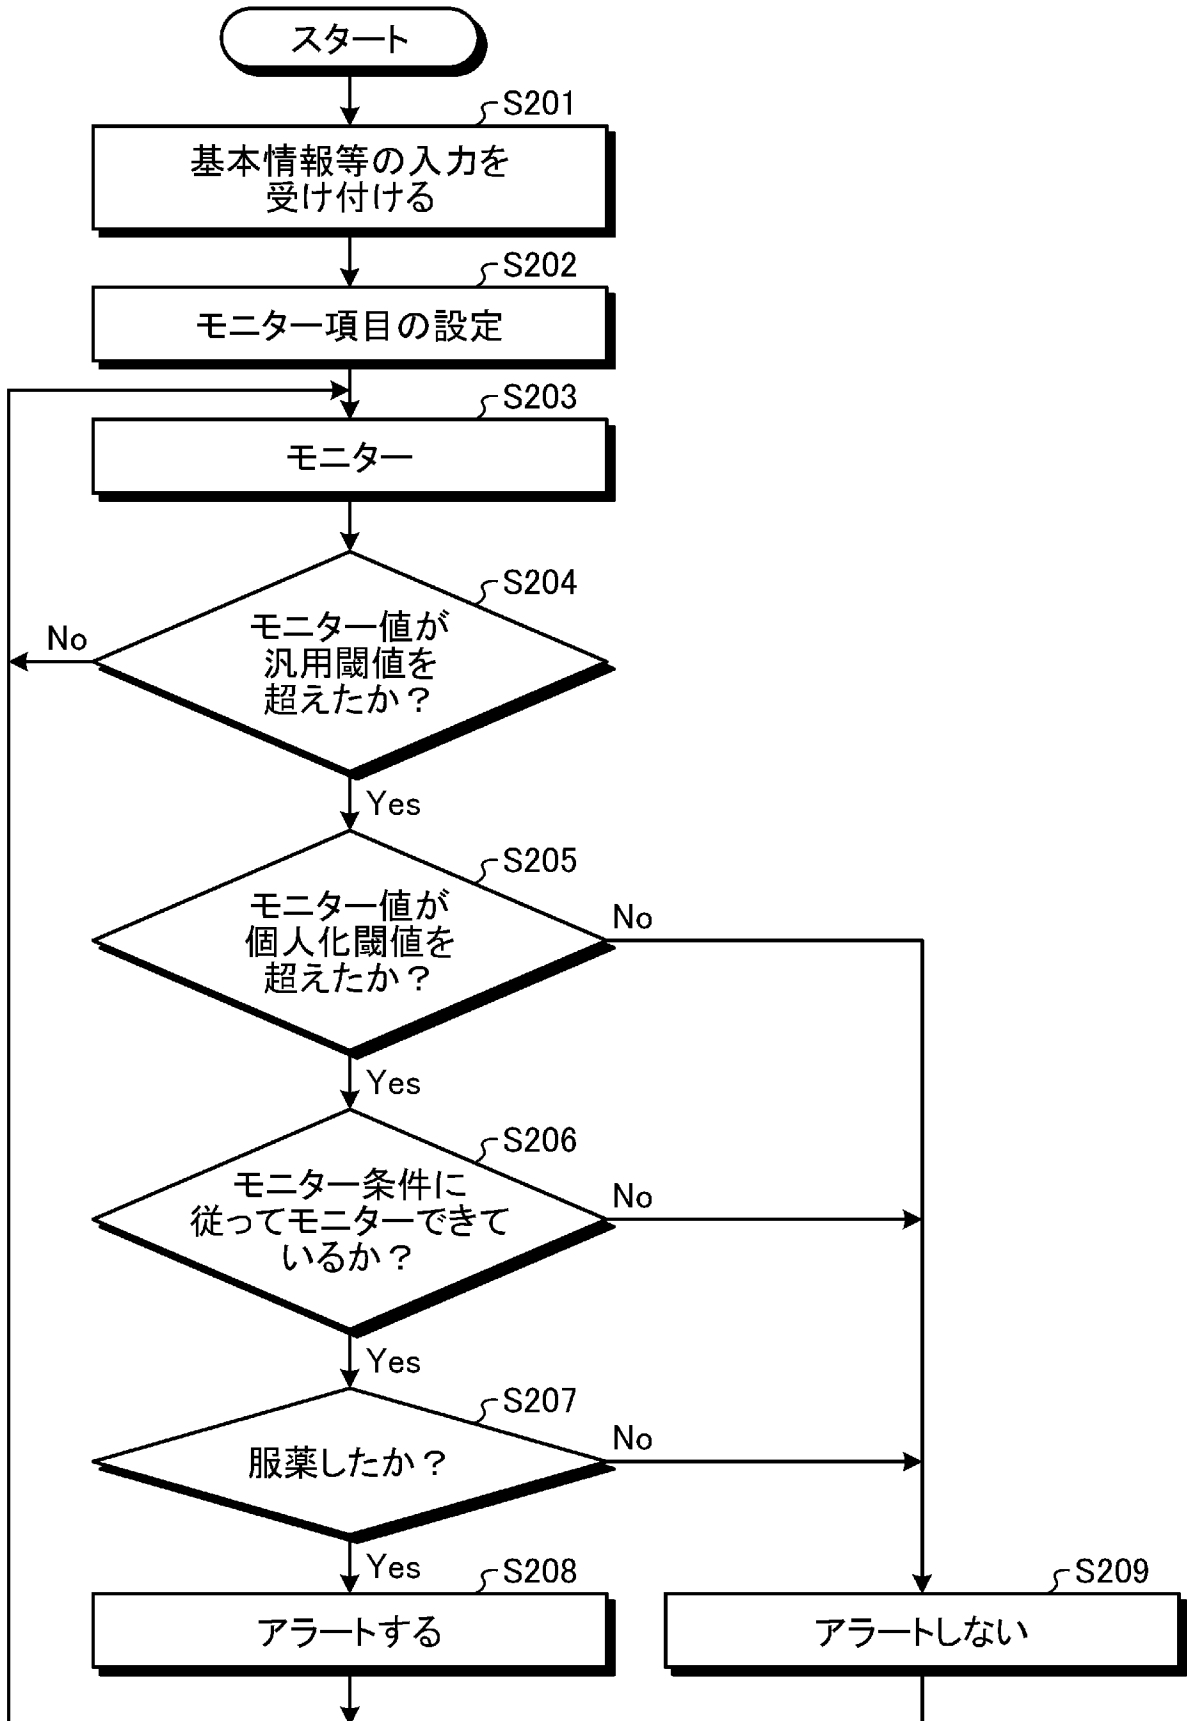 スタート
S201
基本情報等の入力を
受け付ける
S202
モニター項目の設定
S203
モニター
S204
モニター値が
汎用閾値を
超えたか？
No
Yes
S205
モニター値が
個人化閾値を
超えたか？
No
Yes
S206
モニター条件に
従ってモニターできて
いるか？
No
Yes
S207
服薬したか？
No
Yes
S208
アラートする
S209
アラートしない